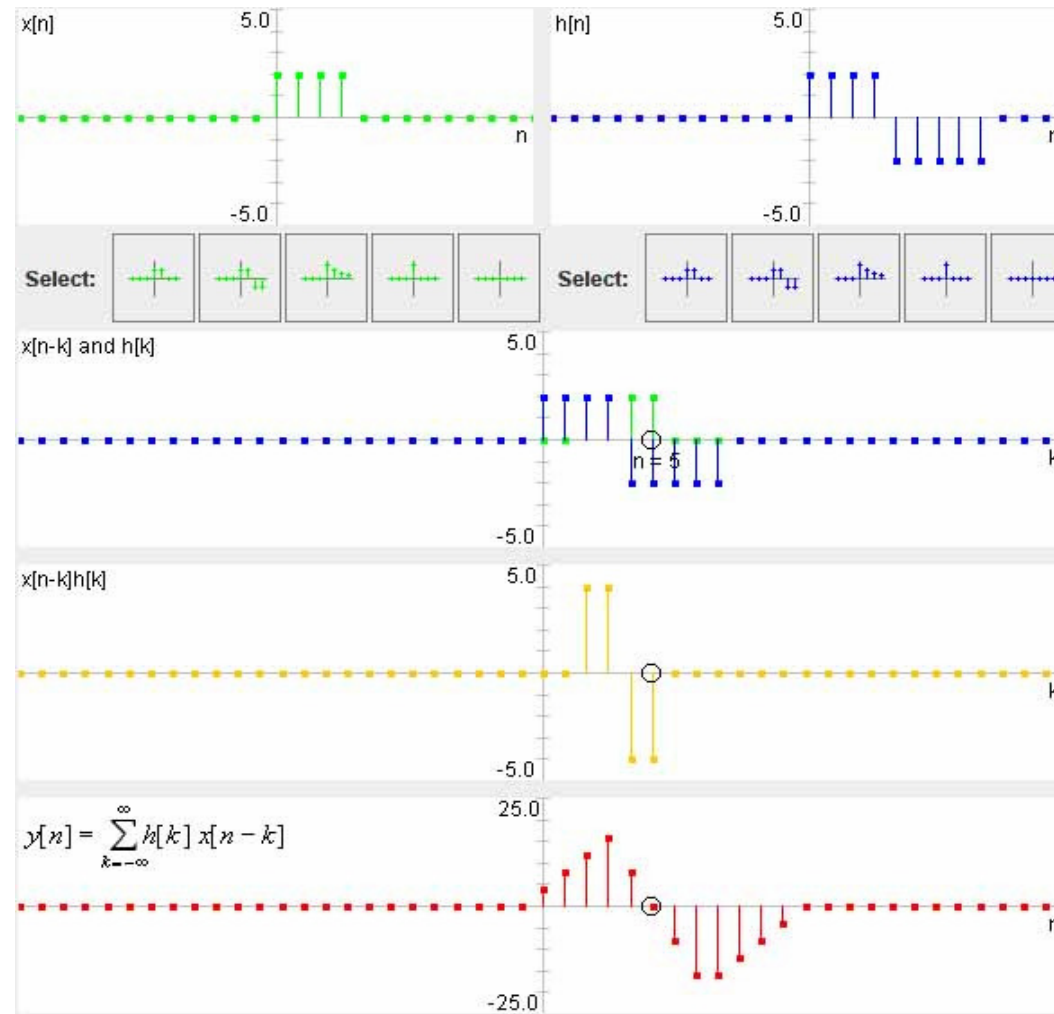 x[n]
5.0
n
-5.0
h[n]
5.0
-5.0
Select:
Select:
x[n-k] and h[k]
5.0
n = 5
k
-5.0
x[n-k]h[k]
5.0
k
-5.0
y[n] = ∞∑k=-∞ h[k] x[n - k]
25.0
-25.0